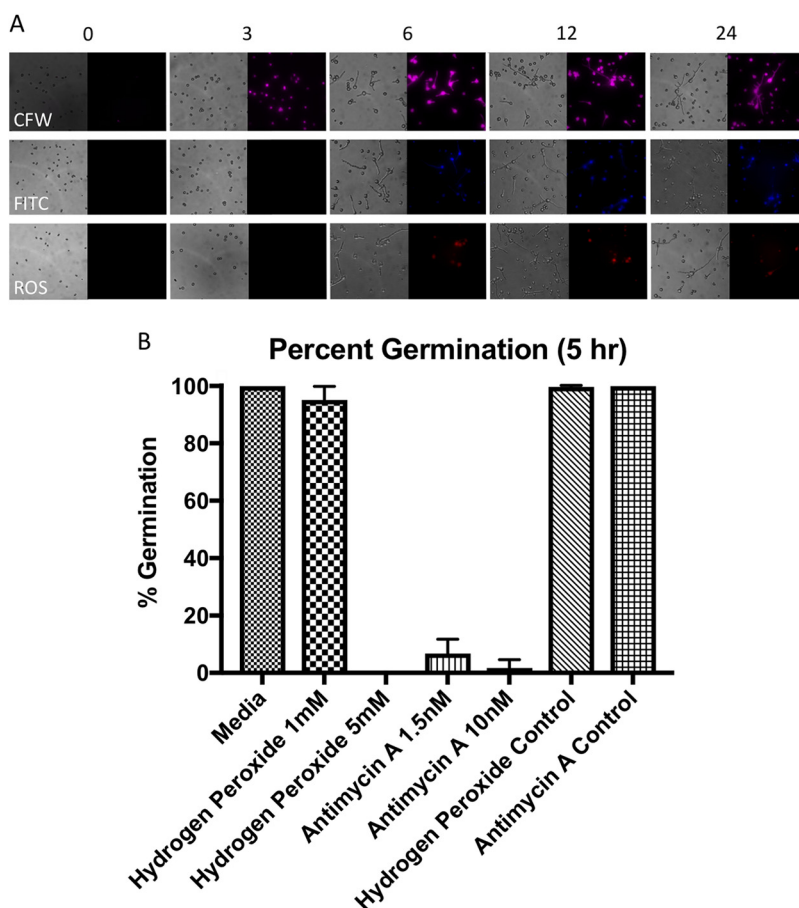 A
0 3 6 12 24
CFW
FITC
ROS
B
Percent Germination (5 hr)
% Germination
100
80
60
40
20
0
Media
Hydrogen Peroxide 1mM
Hydrogen Peroxide 5mM
Antimycin A 1.5nM
Antimycin A 10nM
Hydrogen Peroxide Control
Antimycin A Control